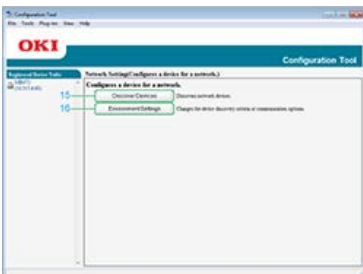 Configuration Tool
File Tools Plug-ins View Help
OKI
Configuration Tool
Registered Device Table
Network Setting(Configures a device for a network.)
Configures a device for a network.
15
Discover Devices
Discovers network devices.
16
Environment Settings
Changes the device discovery criteria or communication options.